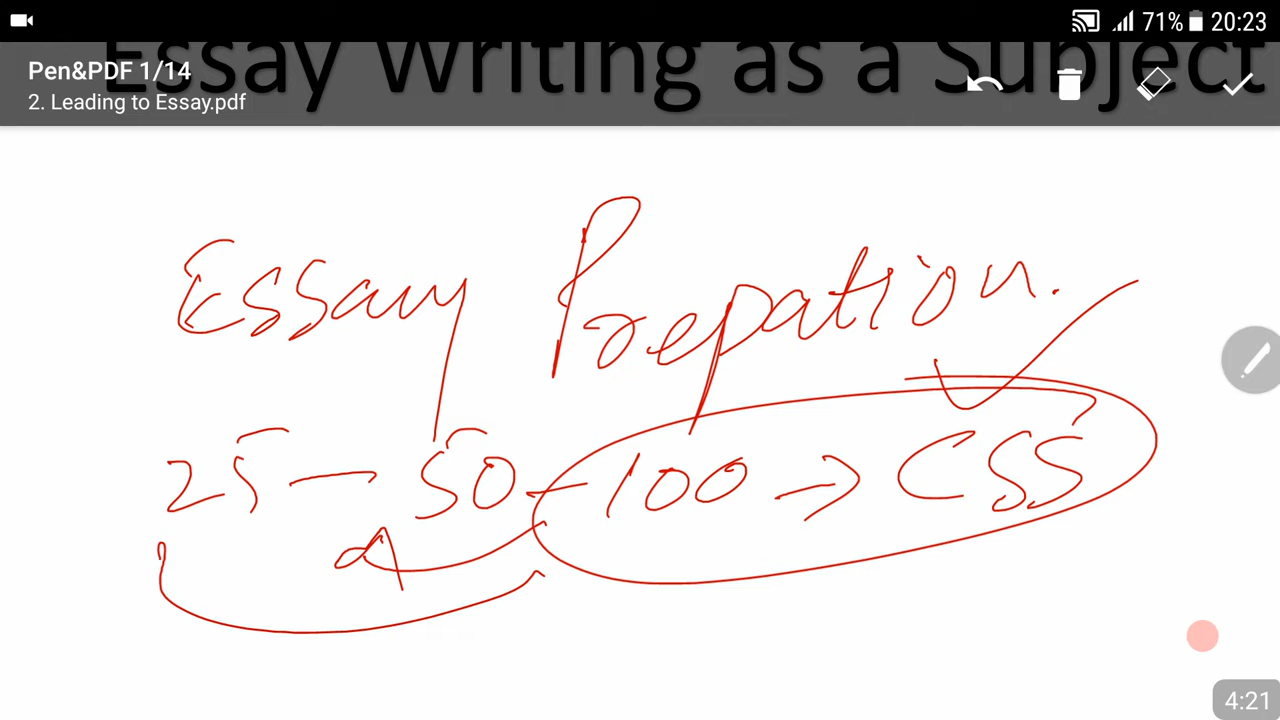 71% 20:23
Essay Writing as a Subject
Pen&PDF 1/14
2. Leading to Essay.pdf
Essay Prepation.
25 — 50 - 100 → CSS
4:21